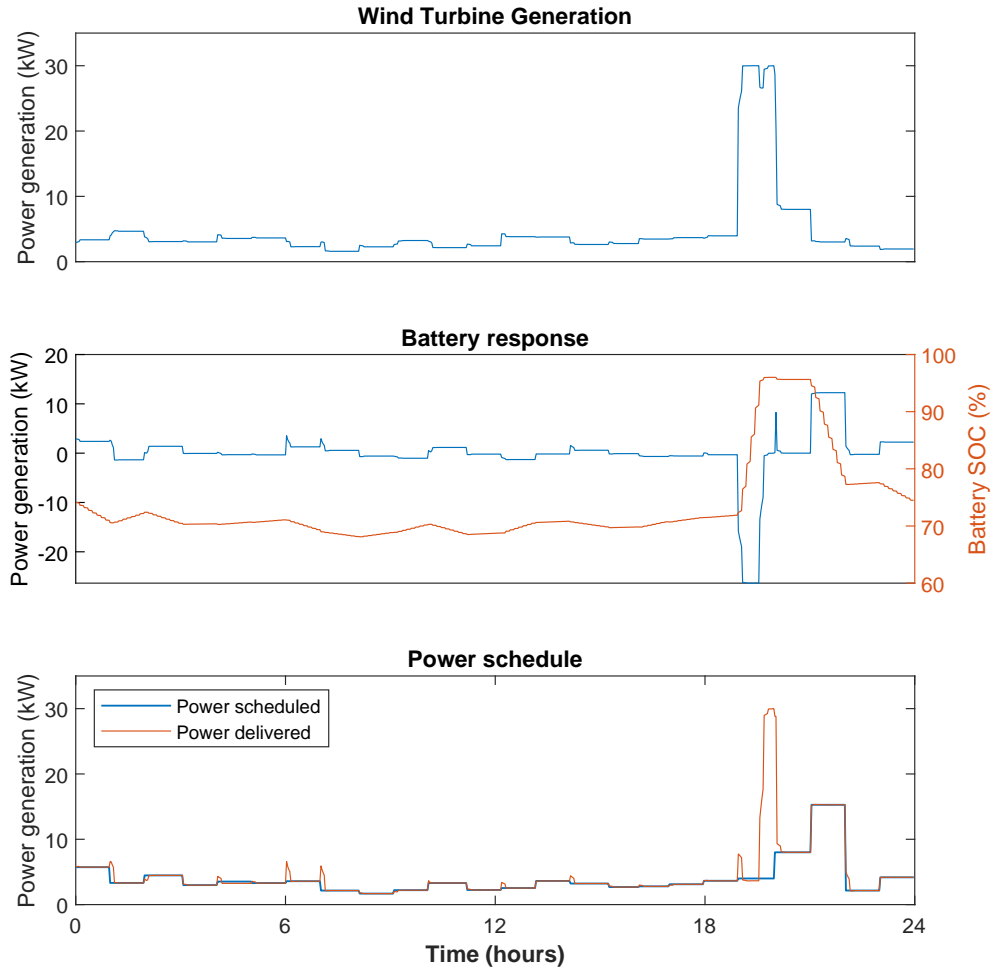 Wind Turbine Generation
Power generation (kW)
30
20
10
0
Battery response
Power generation (kW)
20
10
0
-10
-20
100
90
80
70
60
Battery SOC (%)
Power schedule
Power generation (kW)
30
20
10
0
Power scheduled
Power delivered
0 6 12 18 24
Time (hours)